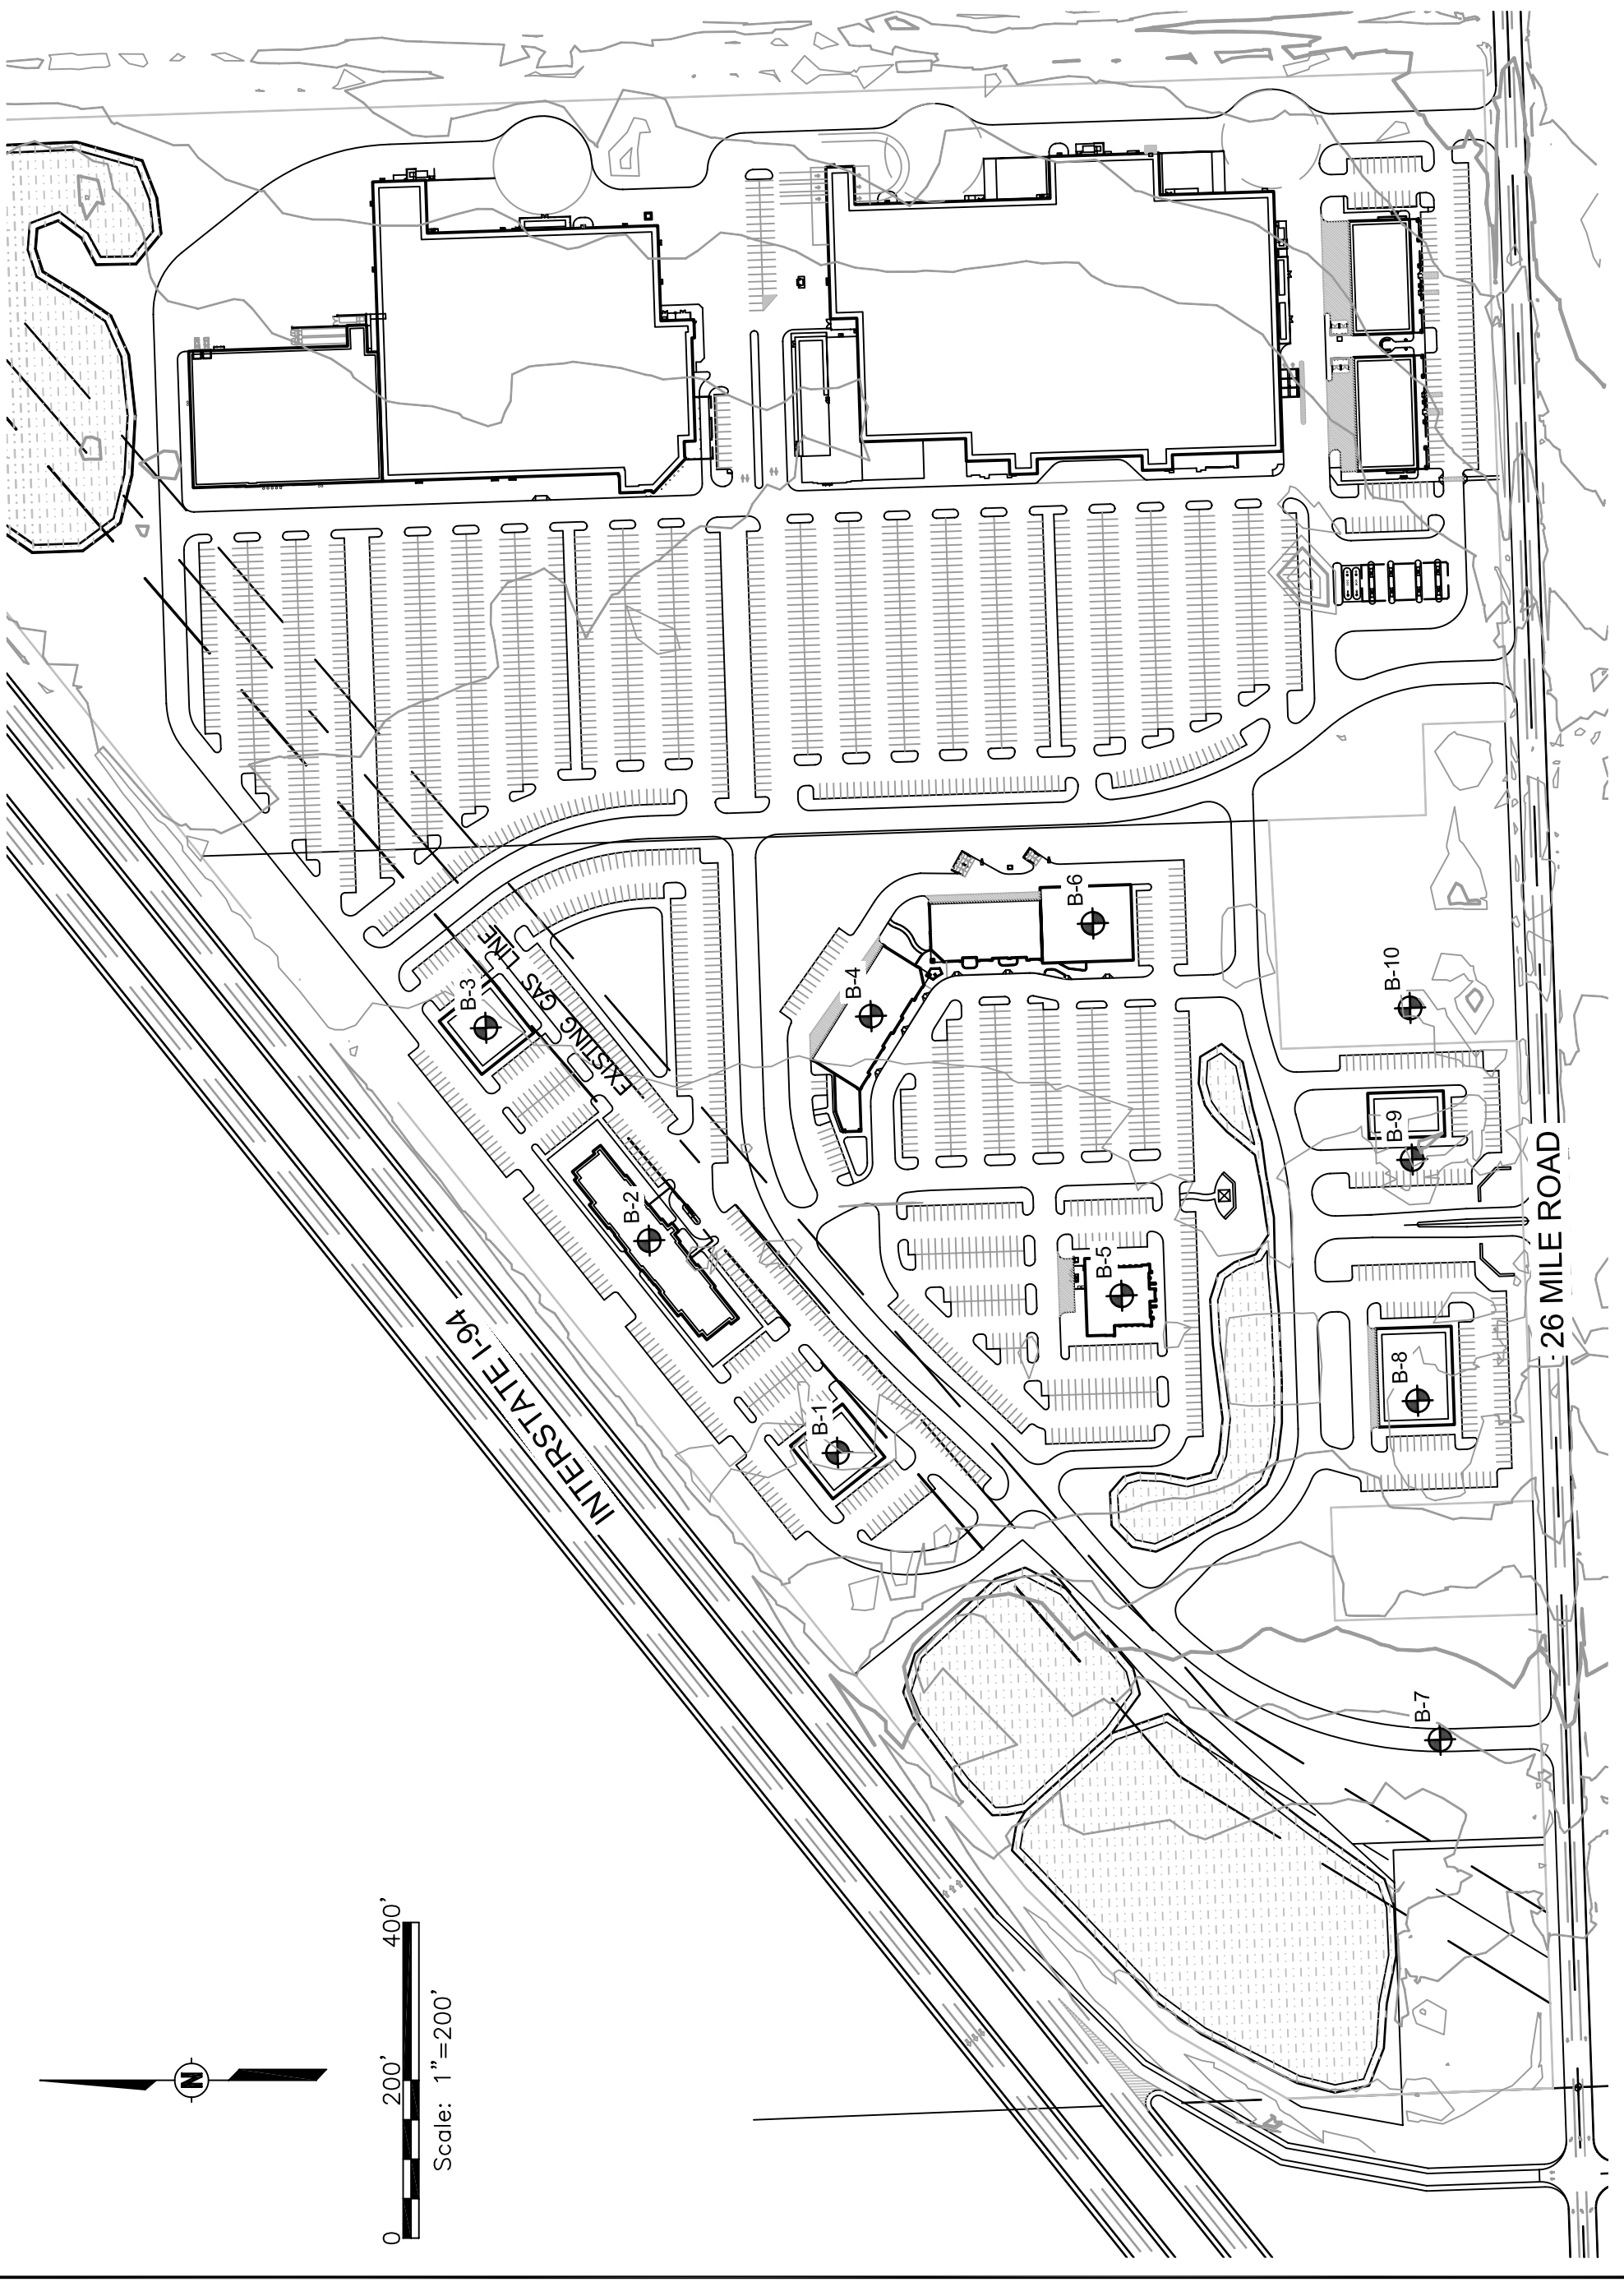 INTERSTATE I-94
EXISTING GAS LINE
B-3
B-2
B-1
B-4
B-6
B-5
B-10
B-9
B-8
B-7
26 MILE ROAD
N
0 200' 400'
Scale: 1"=200'